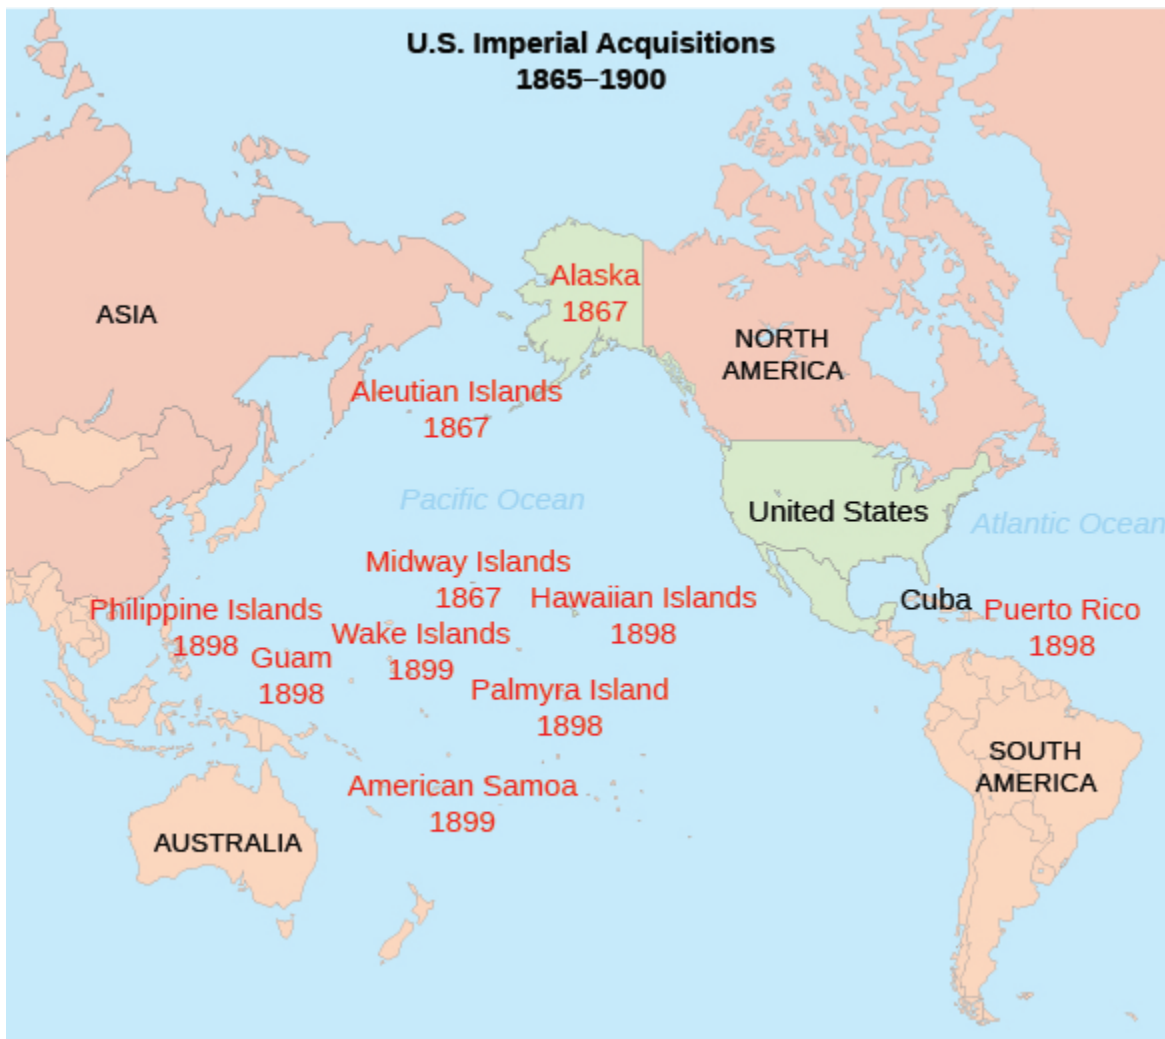 U.S. Imperial Acquisitions
1865–1900
Alaska
1867
ASIA
NORTH
AMERICA
Aleutian Islands
1867
Pacific Ocean
United States
Atlantic Ocean
Midway Islands
1867
Hawaiian Islands
1898
Cuba
Puerto Rico
1898
Philippine Islands
1898
Wake Islands
1899
Guam
1898
Palmyra Island
1898
SOUTH
AMERICA
American Samoa
1899
AUSTRALIA